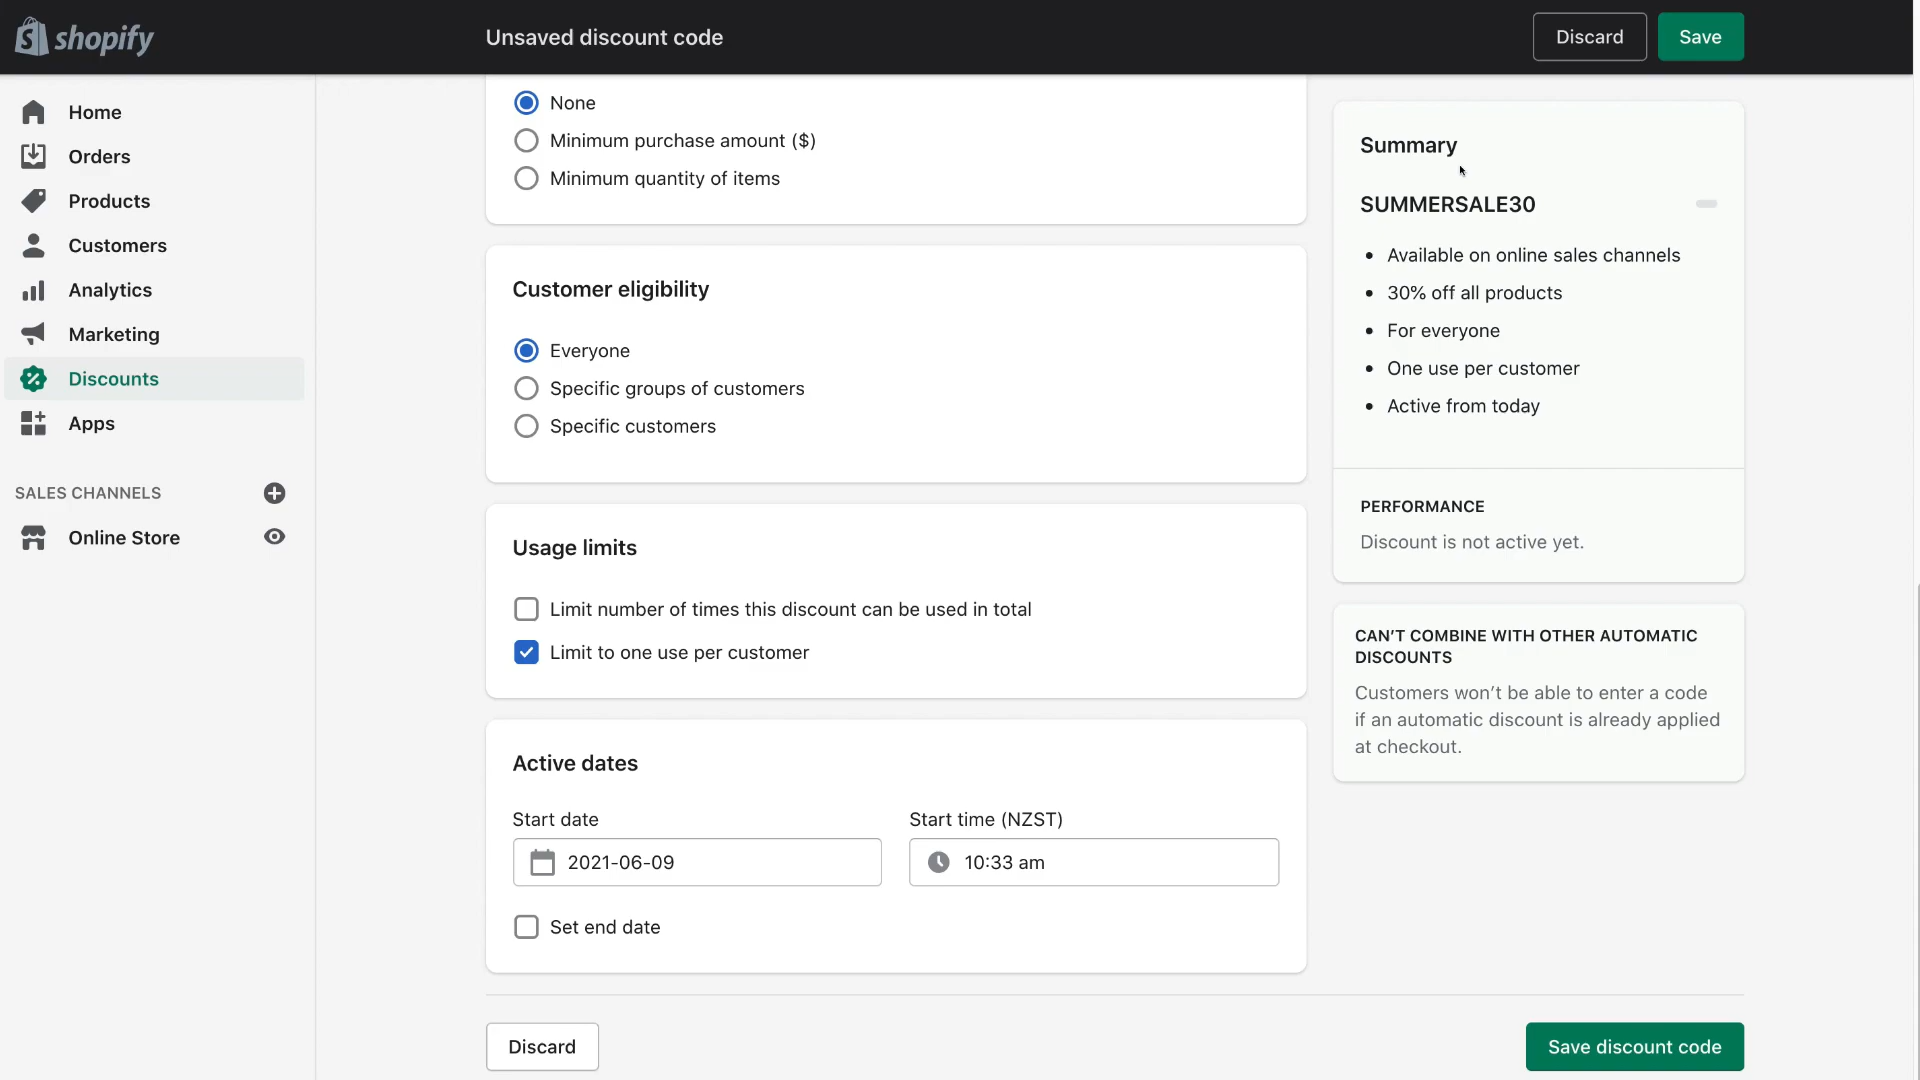 shopify
Unsaved discount code
Discard
Save
Home
Orders
Products
Customers
Analytics
Marketing
Discounts
Apps
SALES CHANNELS
Online Store
None
Minimum purchase amount ($)
Minimum quantity of items
Customer eligibility
Everyone
Specific groups of customers
Specific customers
Usage limits
Limit number of times this discount can be used in total
Limit to one use per customer
Active dates
Start date
Start time (NZST)
2021-06-09
10:33 am
Set end date
Discard
Save discount code
Summary
SUMMERSALE30
Available on online sales channels
30% off all products
For everyone
One use per customer
Active from today
PERFORMANCE
Discount is not active yet.
CAN’T COMBINE WITH OTHER AUTOMATIC
DISCOUNTS
Customers won’t be able to enter a code
if an automatic discount is already applied
at checkout.